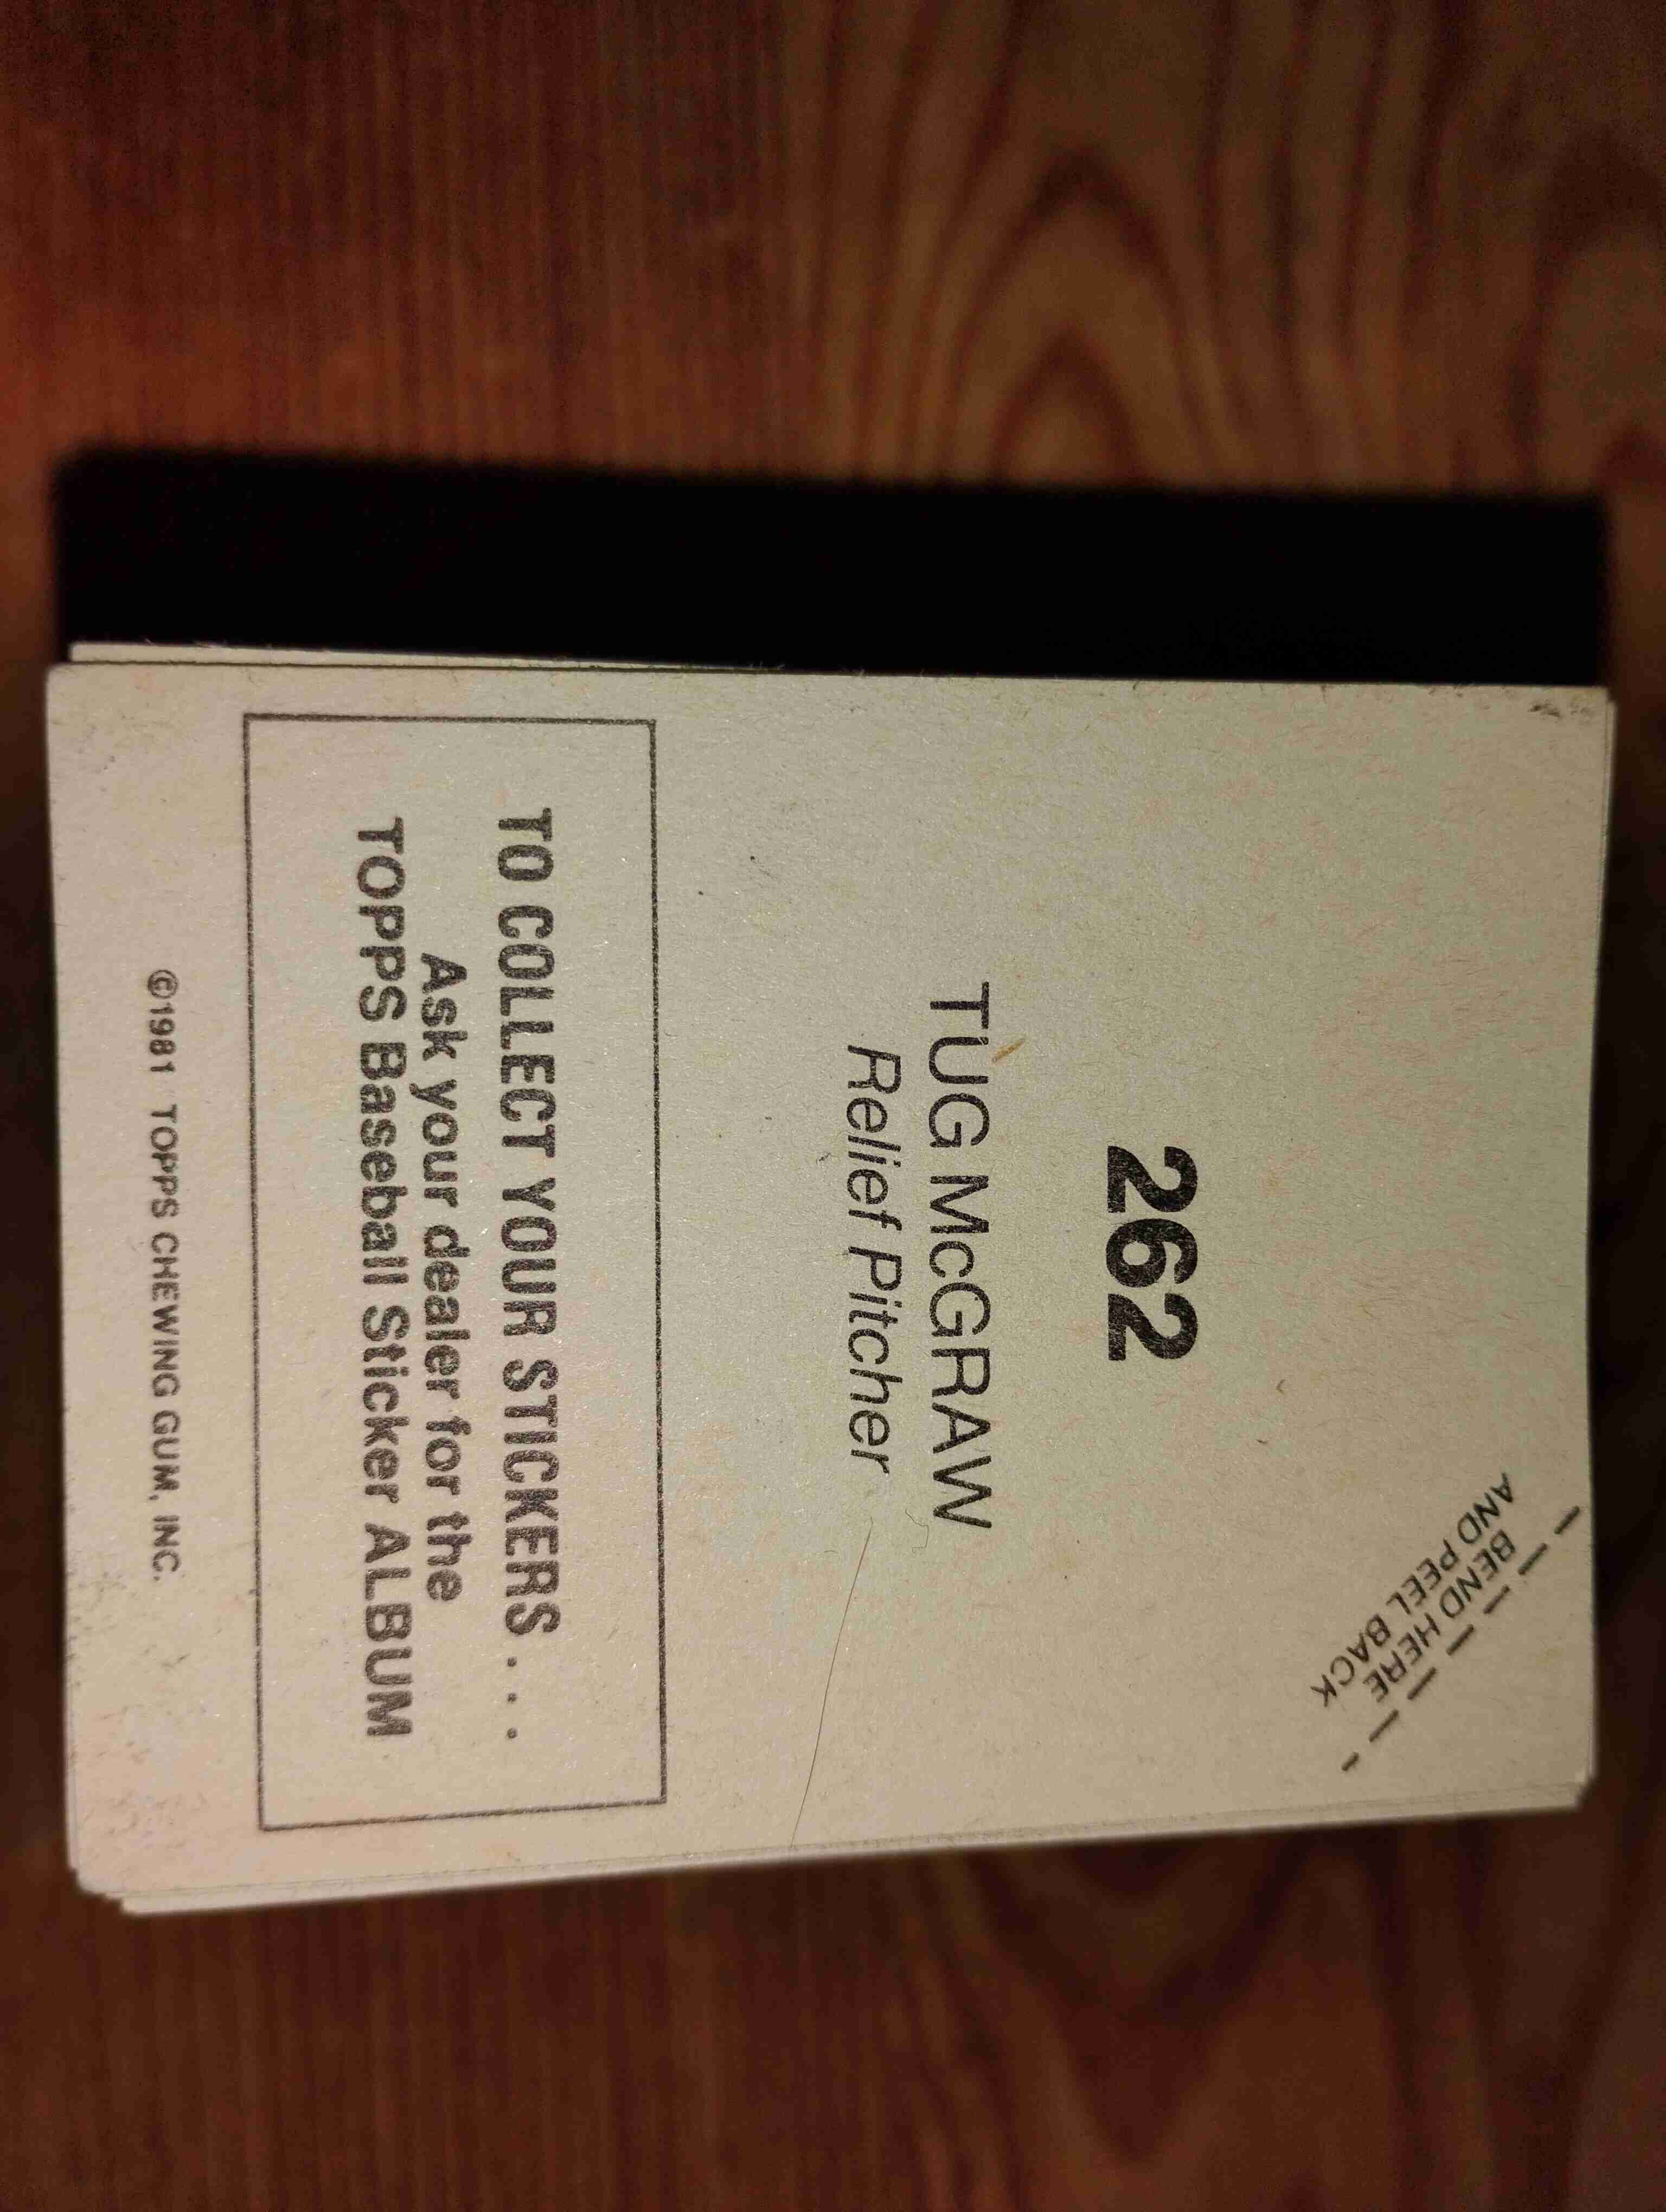 BEND HERE
AND PEEL BACK
262
TUG McGRAW
Relief Pitcher
TO COLLECT YOUR STICKERS . . .
Ask your dealer for the
TOPPS Baseball Sticker ALBUM
©1981 TOPPS CHEWING GUM, INC.